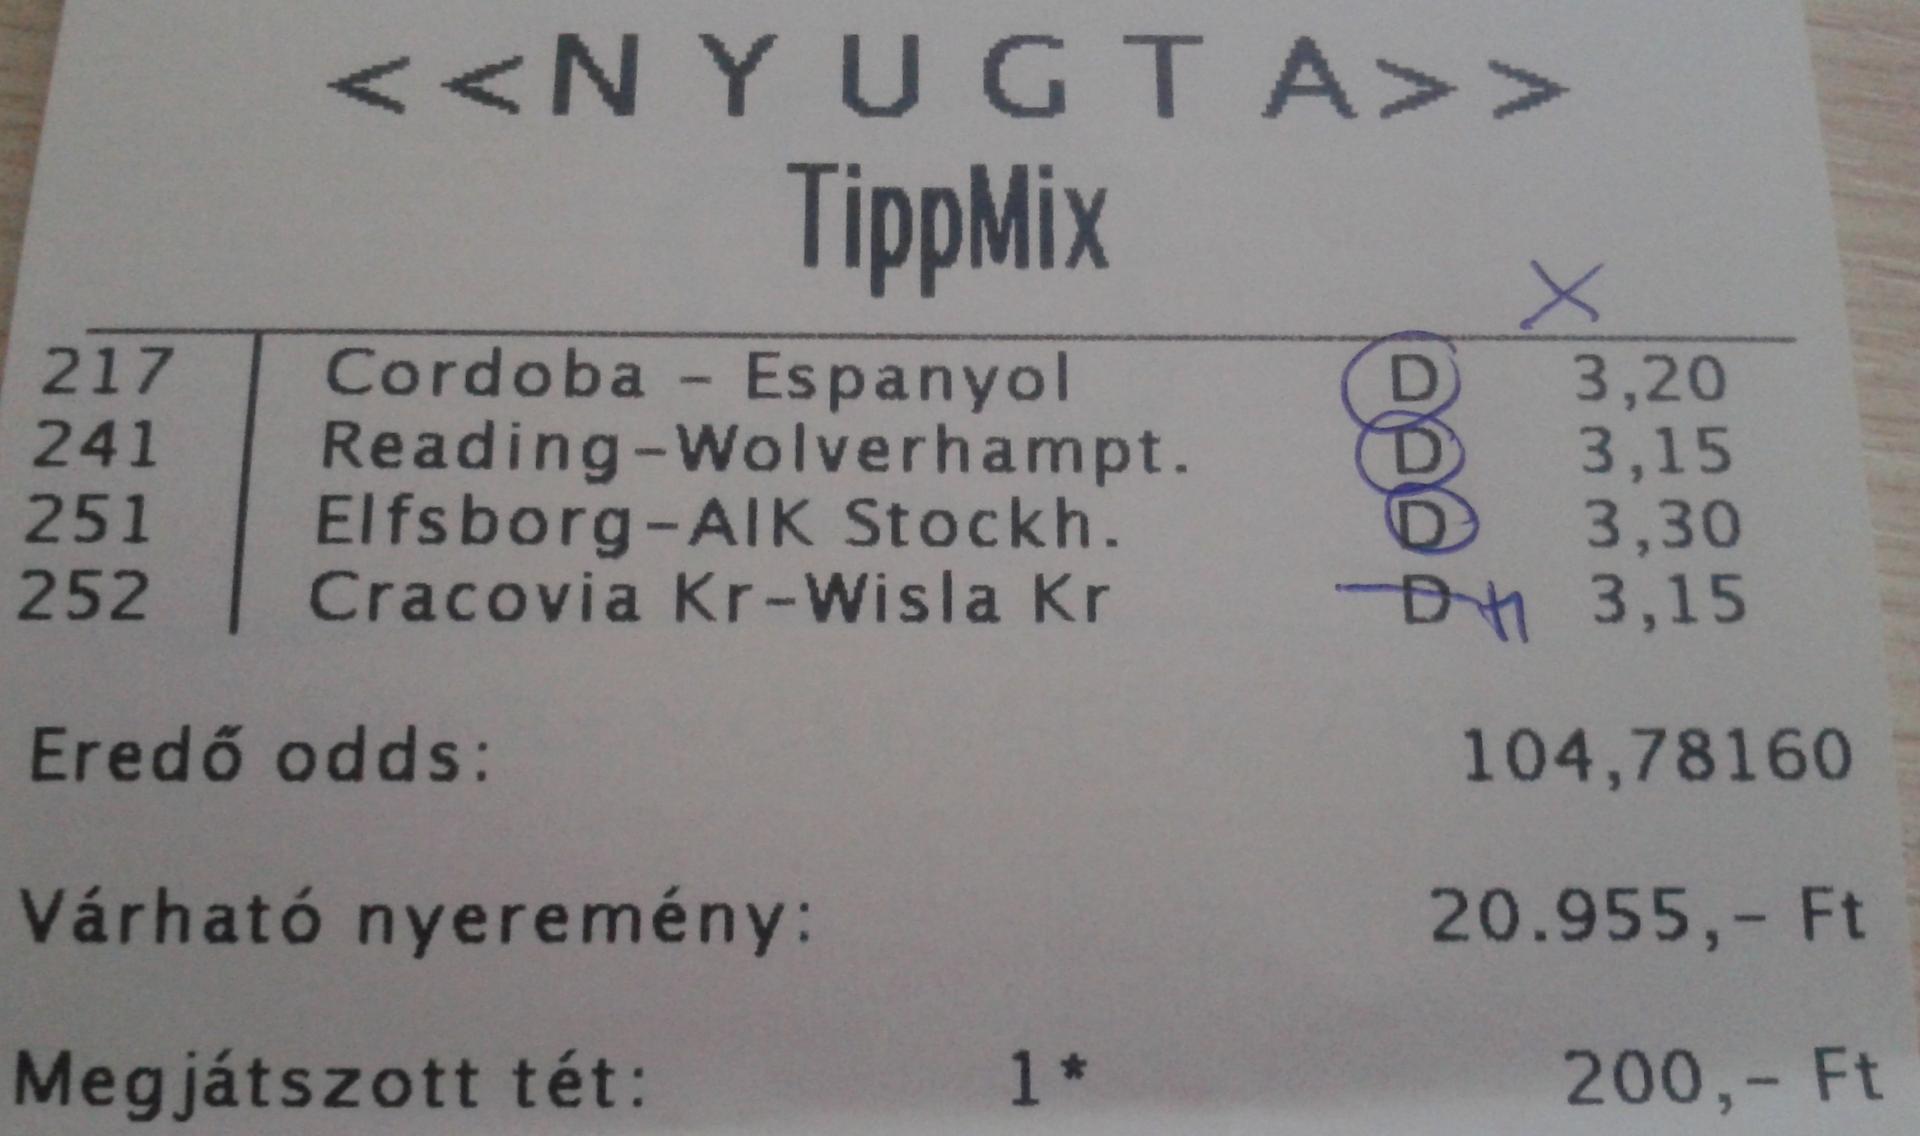 <<NYUGTA>>
TippMix
X
217 Cordoba - Espanyol D 3,20
241 Reading-Wolverhampt. D 3,15
251 Elfsborg-AIK Stockh. D 3,30
252 Cracovia Kr-Wisla Kr D 3,15
Eredő odds: 104,78160
Várható nyeremény: 20.955,- Ft
Megjátszott tét: 1* 200,- Ft